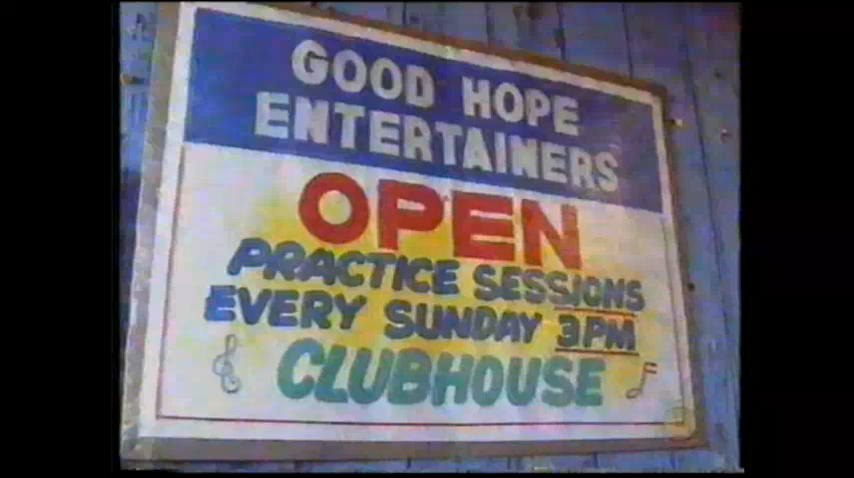 GOOD HOPE
ENTERTAINERS
OPEN
PRACTICE SESSIONS
EVERY SUNDAY 3PM
CLUBHOUSE